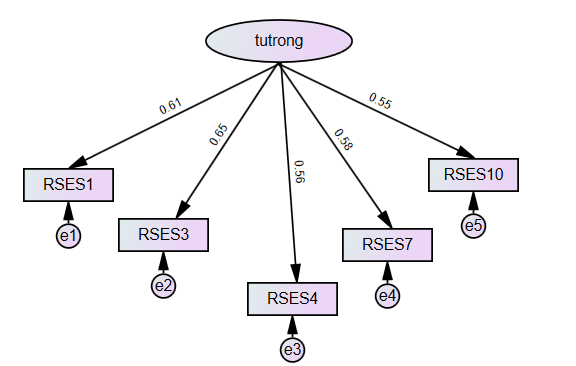 tutrong
0.61
0.65
0.56
0.58
0.55
RSES1
RSES3
RSES4
RSES7
RSES10
e1
e2
e3
e4
e5